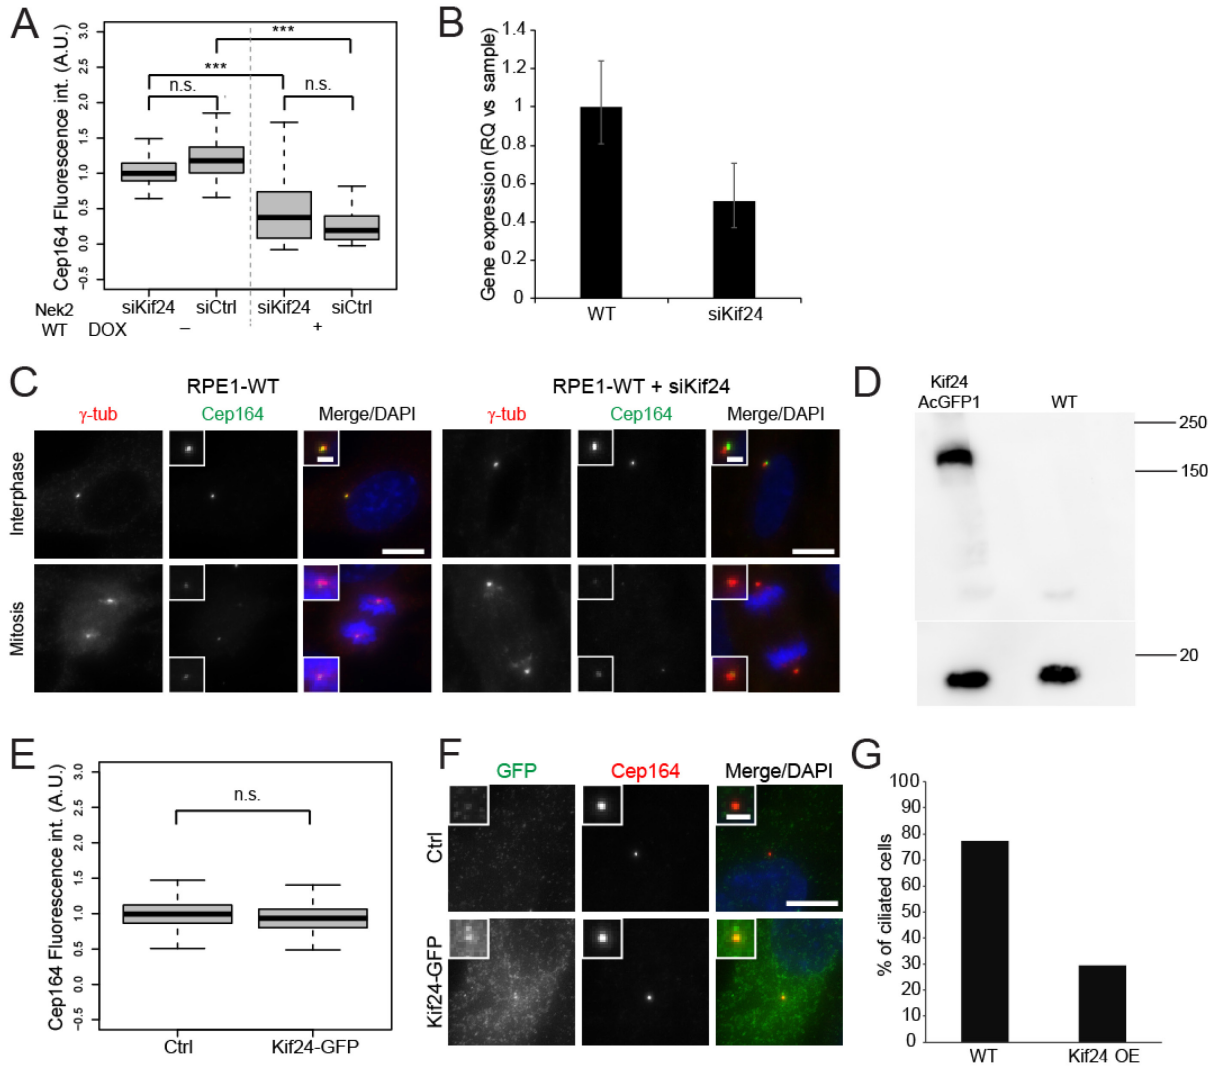 A
Cep164 Fluorescence int. (A.U.)
3.0
2.5
2.0
1.5
1.0
0.5
0.0
−0.5
***
***
n.s.
n.s.
siKif24 siCtrl siKif24 siCtrl
Nek2
WT DOX – +
B
Gene expression (RQ vs sample)
1.4
1.2
1
0.8
0.6
0.4
0.2
0
WT siKif24
C
RPE1-WT RPE1-WT + siKif24
γ-tub Cep164 Merge/DAPI γ-tub Cep164 Merge/DAPI
Interphase
Mitosis
D
Kif24
AcGFP1 WT
250
150
20
E
Cep164 Fluorescence int. (A.U.)
3.0
2.5
2.0
1.5
1.0
0.5
0.0
−0.5
n.s.
Ctrl Kif24-GFP
F
GFP Cep164 Merge/DAPI
Ctrl
Kif24-GFP
G
% of ciliated cells
100
90
80
70
60
50
40
30
20
10
0
WT Kif24 OE